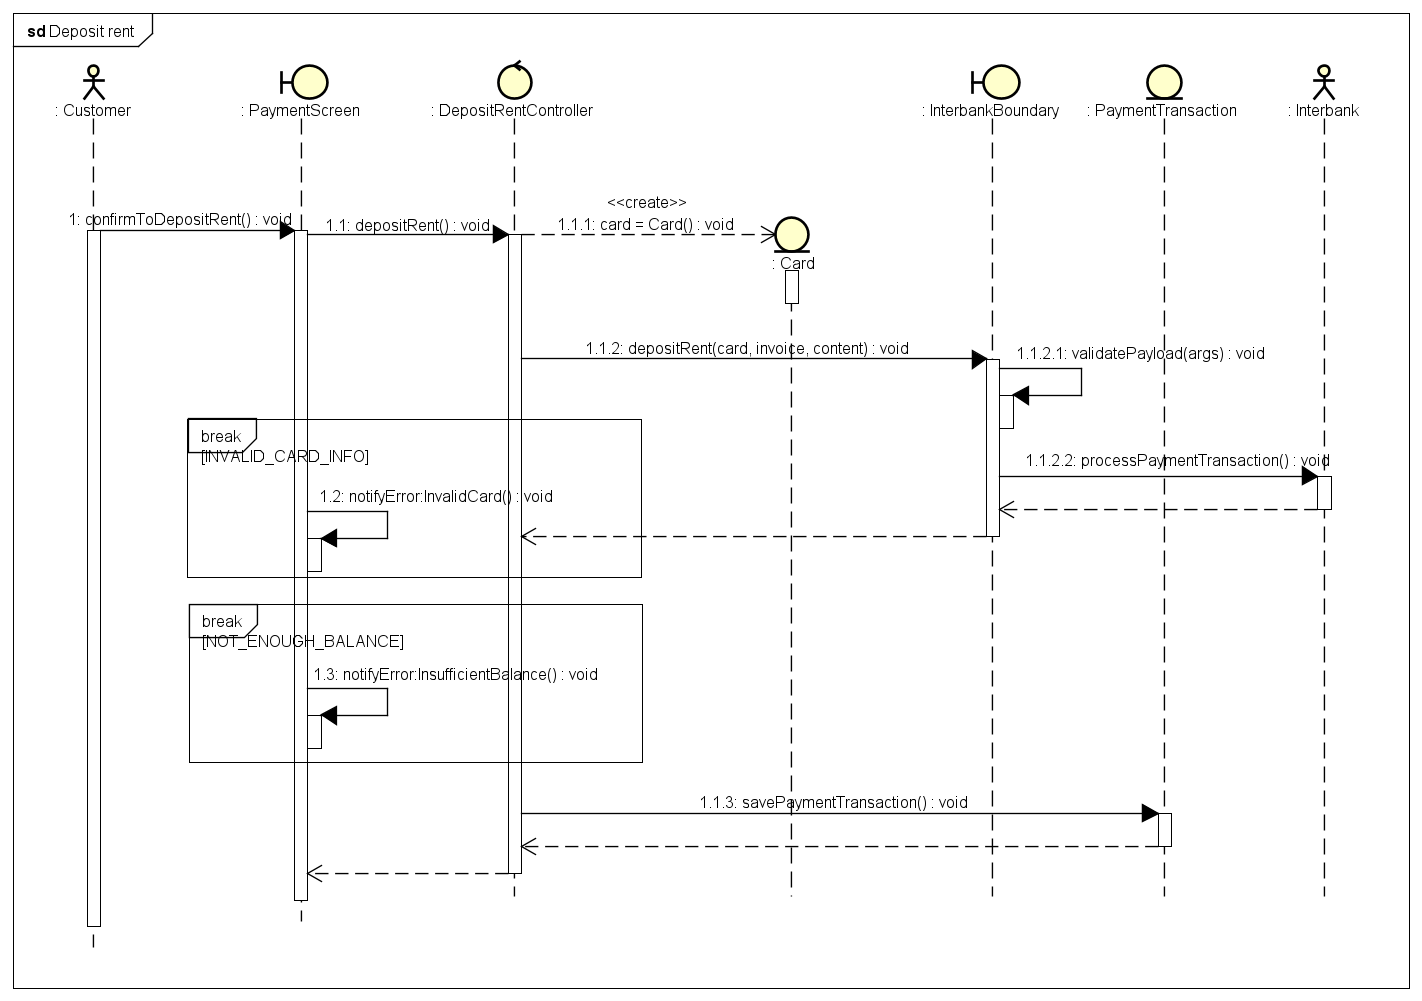 sd Deposit rent
: Customer
: PaymentScreen
: DepositRentController
: InterbankBoundary
: PaymentTransaction
: Interbank
<<create>>
1: confirmToDepositRent() : void
1.1: depositRent() : void
1.1.1: card = Card() : void
: Card
1.1.2: depositRent(card, invoice, content) : void
1.1.2.1: validatePayload(args) : void
break
[INVALID_CARD_INFO]
1.1.2.2: processPaymentTransaction() : void
1.2: notifyError:InvalidCard() : void
break
[NOT_ENOUGH_BALANCE]
1.3: notifyError:InsufficientBalance() : void
1.1.3: savePaymentTransaction() : void